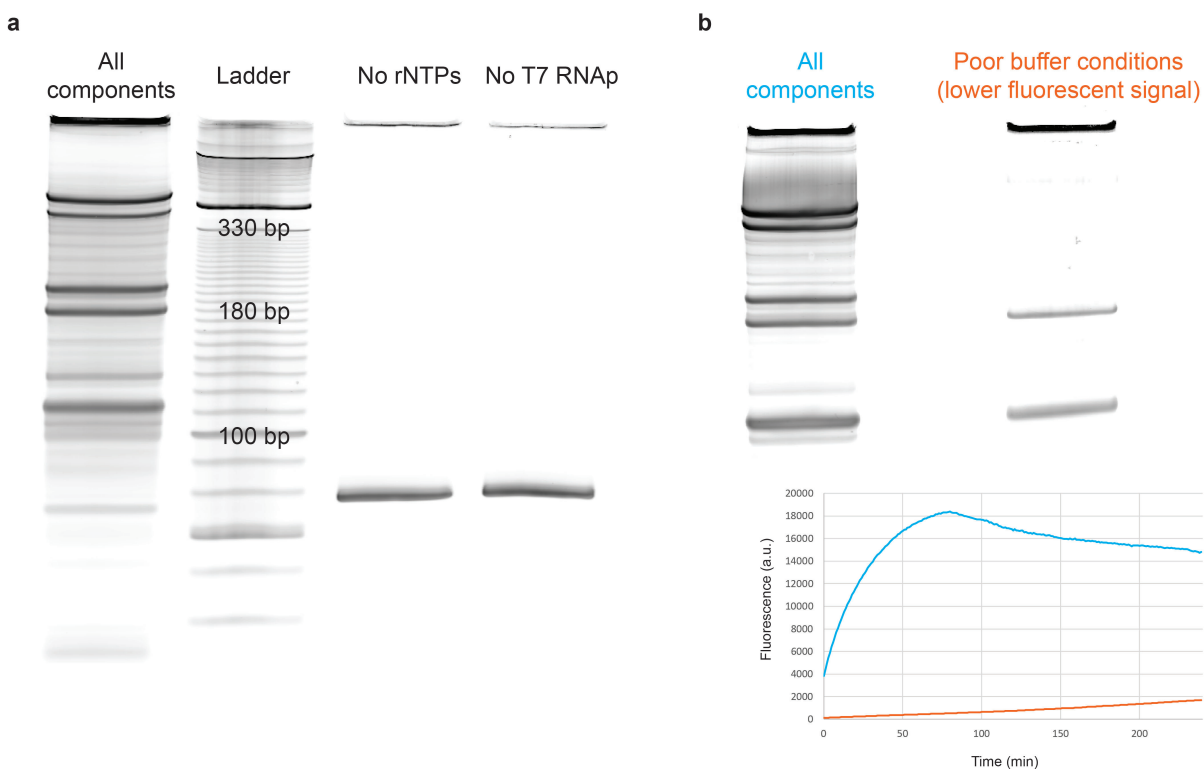 a
All
components
Ladder
No rNTPs
No T7 RNAp
330 bp
180 bp
100 bp
b
All
components
Poor buffer conditions
(lower fluorescent signal)
20000
18000
16000
14000
12000
10000
8000
6000
4000
2000
0
Fluorescence (a.u.)
0
50
100
150
200
Time (min)